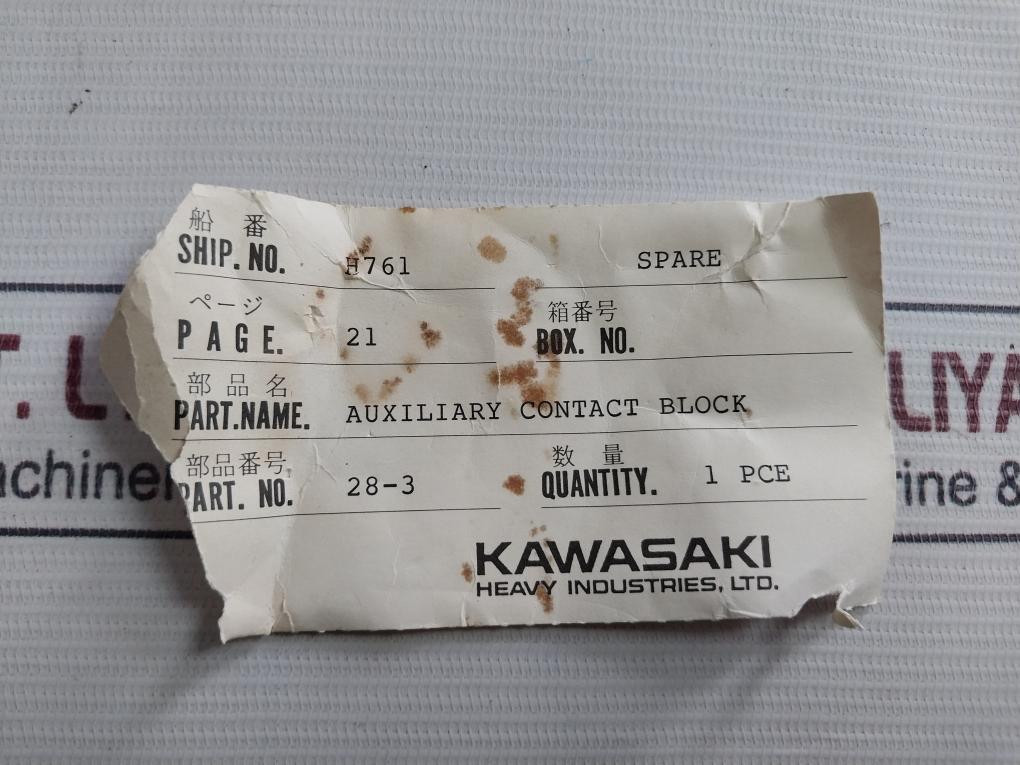 船番
SHIP. NO. H761 SPARE
ページ 箱番号
PAGE. 21 BOX. NO.
部品名
PART.NAME. AUXILIARY CONTACT BLOCK
部品番号 数量
PART. NO. 28-3 QUANTITY. 1 PCE
KAWASAKI
HEAVY INDUSTRIES, LTD.